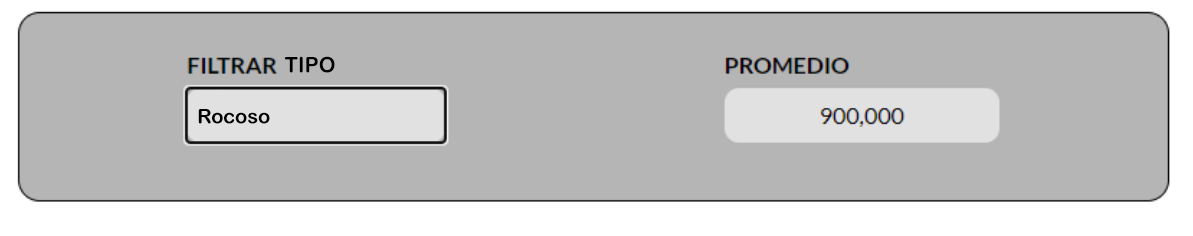 FILTRAR TIPO
Rocoso
PROMEDIO
900,000